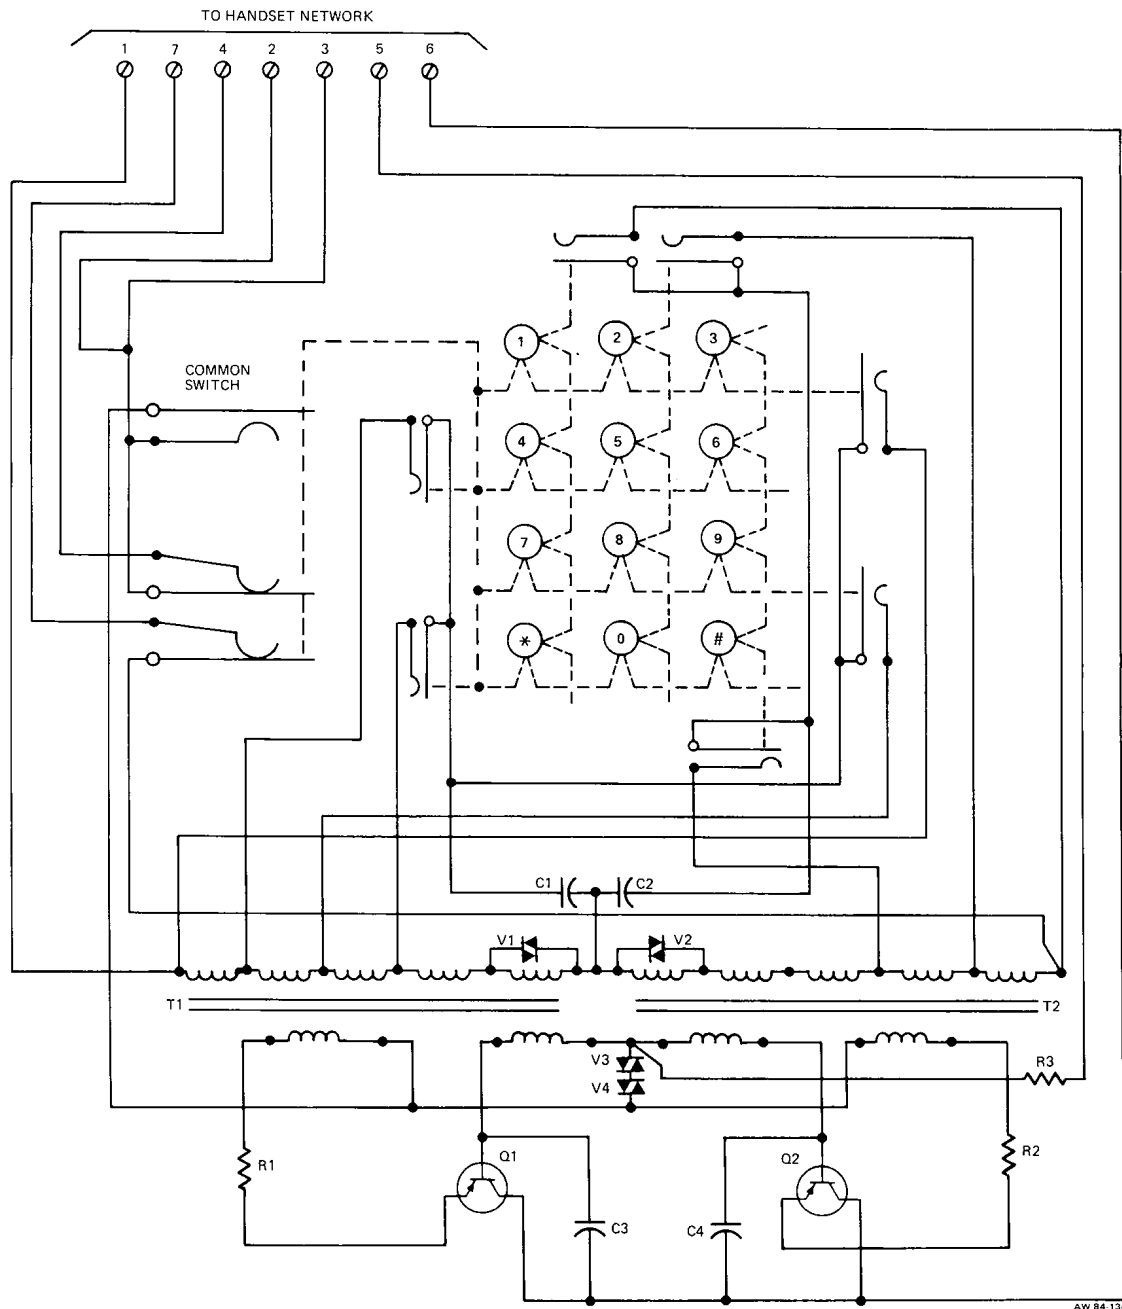 TO HANDSET NETWORK
1 7 4 2 3 5 6
COMMON
SWITCH
1 2 3
4 5 6
7 8 9
* 0 #
C1 C2
V1 V2
T1 T2
V3
V4
R3
R1 Q1 Q2 R2
C3 C4